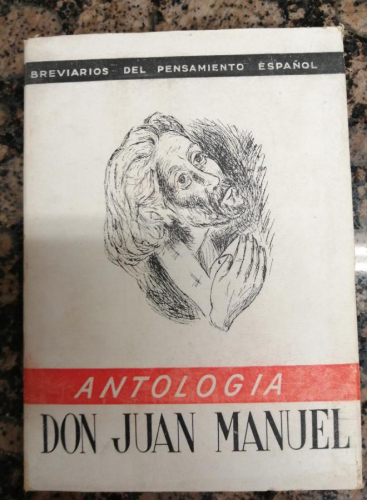 BREVIARIOS DEL PENSAMIENTO ESPAÑOL
ANTOLOGIA
DON JUAN MANUEL